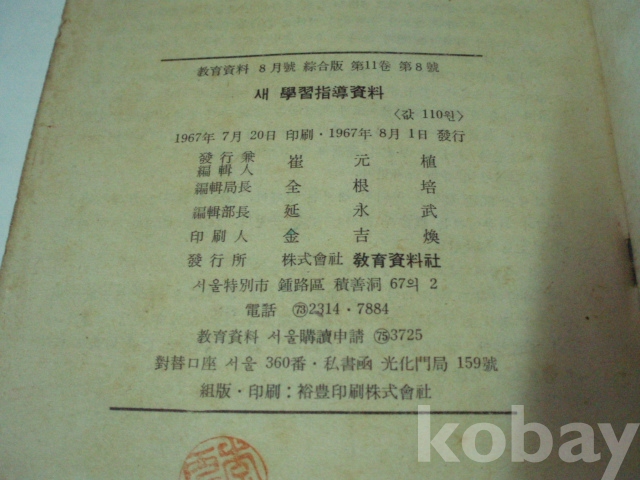 敎育資料 8月號 綜合版 第11卷 第8號
새 學習指導資料
〈값 110원〉
1967年 7月 20日 印刷·1967年 8月 1日 發行
發行兼
編輯人 崔元植
編輯局長 全根培
編輯部長 延永武
印刷人 金吉煥
發行所 株式會社 敎育資料社
서울特別市 鍾路區 積善洞 67의 2
電話 ㉓2314·7884
敎育資料 서울購讀申請 ㉕3725
對替口座 서울 360番·私書函 光化門局 159號
組版·印刷: 裕豊印刷株式會社
kobay